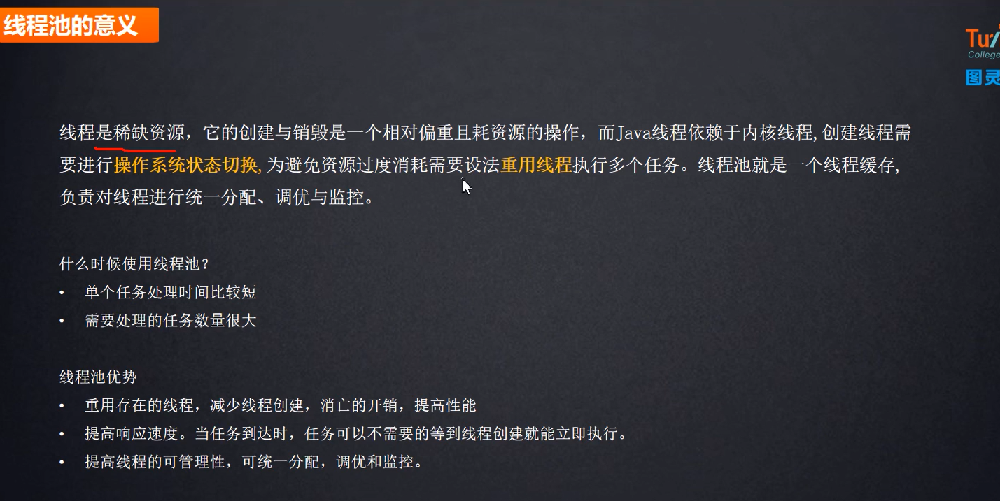 线程池的意义
Tur
College
图灵
线程是稀缺资源，它的创建与销毁是一个相对偏重且耗资源的操作，而Java线程依赖于内核线程,创建线程需
要进行操作系统状态切换,为避免资源过度消耗需要设法重用线程执行多个任务。线程池就是一个线程缓存,
负责对线程进行统一分配、调优与监控。
什么时候使用线程池？
• 单个任务处理时间比较短
• 需要处理的任务数量很大
线程池优势
• 重用存在的线程，减少线程创建，消亡的开销，提高性能
• 提高响应速度。当任务到达时，任务可以不需要的等到线程创建就能立即执行。
• 提高线程的可管理性，可统一分配，调优和监控。